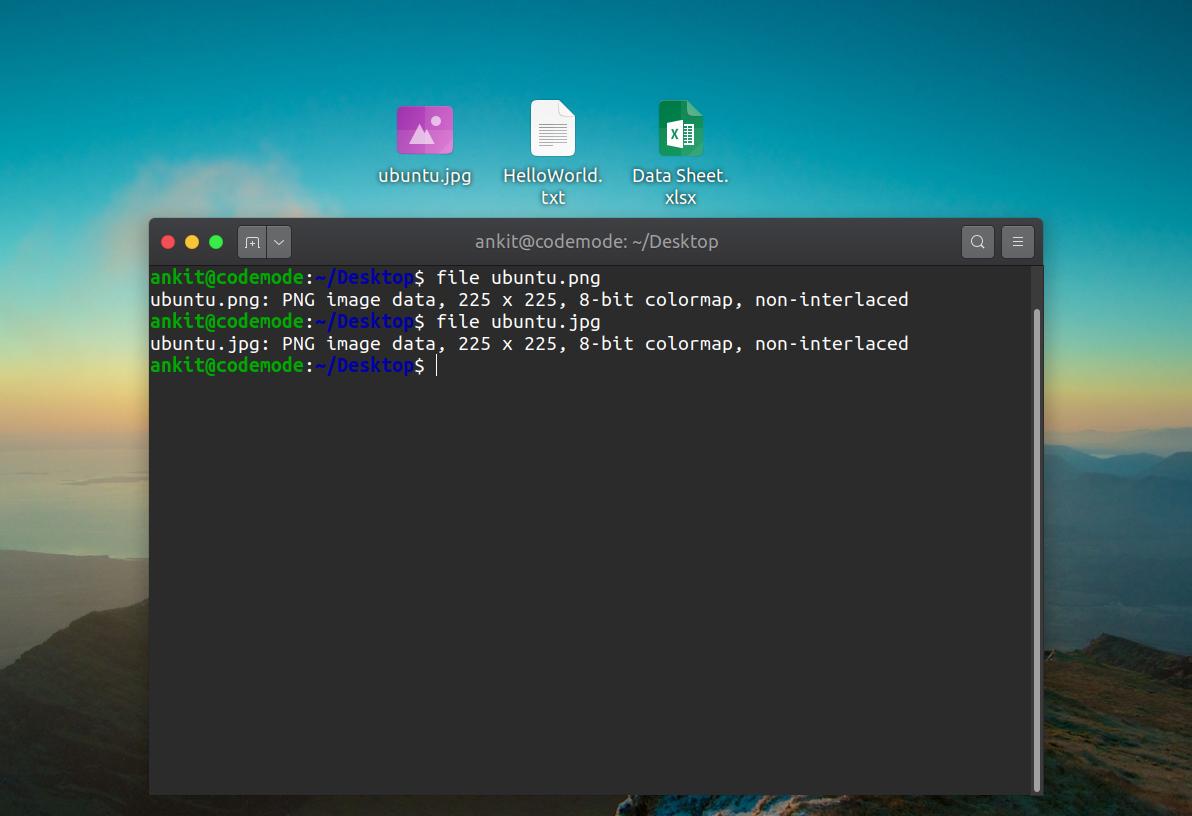 ubuntu.jpg
HelloWorld.
txt
Data Sheet.
xlsx
ankit@codemode: ~/Desktop
ankit@codemode:~/Desktop$ file ubuntu.png
ubuntu.png: PNG image data, 225 x 225, 8-bit colormap, non-interlaced
ankit@codemode:~/Desktop$ file ubuntu.jpg
ubuntu.jpg: PNG image data, 225 x 225, 8-bit colormap, non-interlaced
ankit@codemode:~/Desktop$